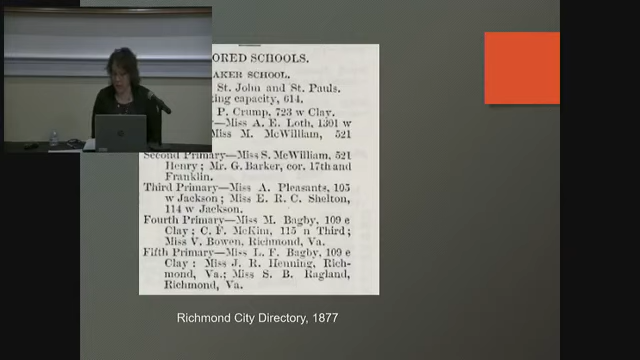 ORED SCHOOLS.
AKER SCHOOL.
St. John and St. Pauls.
ing capacity, 614.
P. Crump, 723 w Clay.
—Miss A. E. Loth, 1301 w
Miss M. McWilliam, 521
Second Primary—Miss S. McWilliam, 521
Henry; Mr. G. Barker, cor. 17th and
Franklin.
Third Primary—Miss A. Pleasants, 105
w Jackson; Miss E. R. C. Shelton,
114 w Jackson.
Fourth Primary—Miss M. Bagby, 109 e
Clay; C. F. McKim, 115 n Third;
Miss V. Bowen, Richmond, Va.
Fifth Primary—Miss L. F. Bagby, 109 e
Clay; Miss J. R. Henning, Rich-
mond, Va.; Miss S. B. Ragland,
Richmond, Va.
Richmond City Directory, 1877